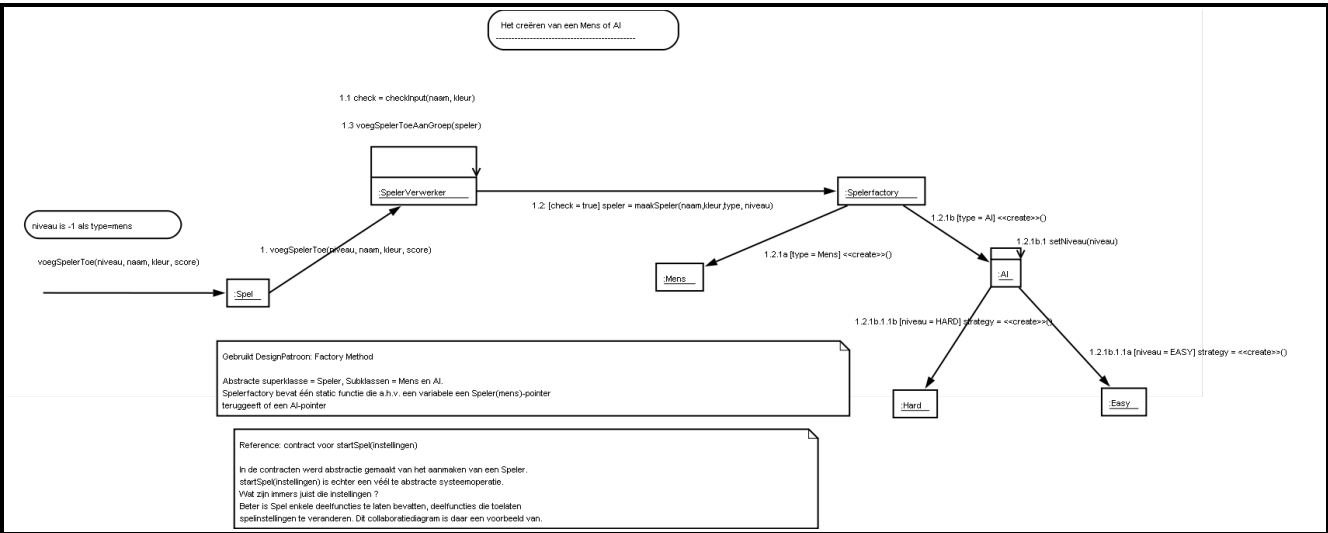 Het creëren van een Mens of AI
1.1 check = checkInput(naam, kleur)
1.3 voegSpelerToeAanGroep(speler)
:SpelerVerwerker
:Spelerfactory
1.2: [check = true] speler = maakSpeler(naam,kleur,type, niveau)
niveau is -1 als type=mens
1.2.1b [type = AI] <<create>>()
1.2.1b.1 setNiveau(niveau)
1. voegSpelerToe(niveau, naam, kleur, score)
1.2.1a [type = Mens] <<create>>()
voegSpelerToe(niveau, naam, kleur, score)
:Spel
:Mens
:AI
1.2.1b.1.1b [niveau = HARD] strategy = <<create>>()
1.2.1b.1.1a [niveau = EASY] strategy = <<create>>()
:Hard
:Easy
Gebruikt DesignPatroon: Factory Method
Abstracte superklasse = Speler, Subklassen = Mens en AI.
Spelerfactory bevat één static functie die a.h.v. een variabele een Speler(mens)-pointer
teruggeeft of een AI-pointer
Reference: contract voor startSpel(instellingen)
In de contracten werd abstractie gemaakt van het aanmaken van een Speler.
startSpel(instellingen) is echter een véél te abstracte systeemoperatie.
Wat zijn immers juist die instellingen ?
Beter is Spel enkele deelfuncties te laten bevatten, deelfuncties die toelaten
spelinstellingen te veranderen. Dit collaboratiediagram is daar een voorbeeld van.